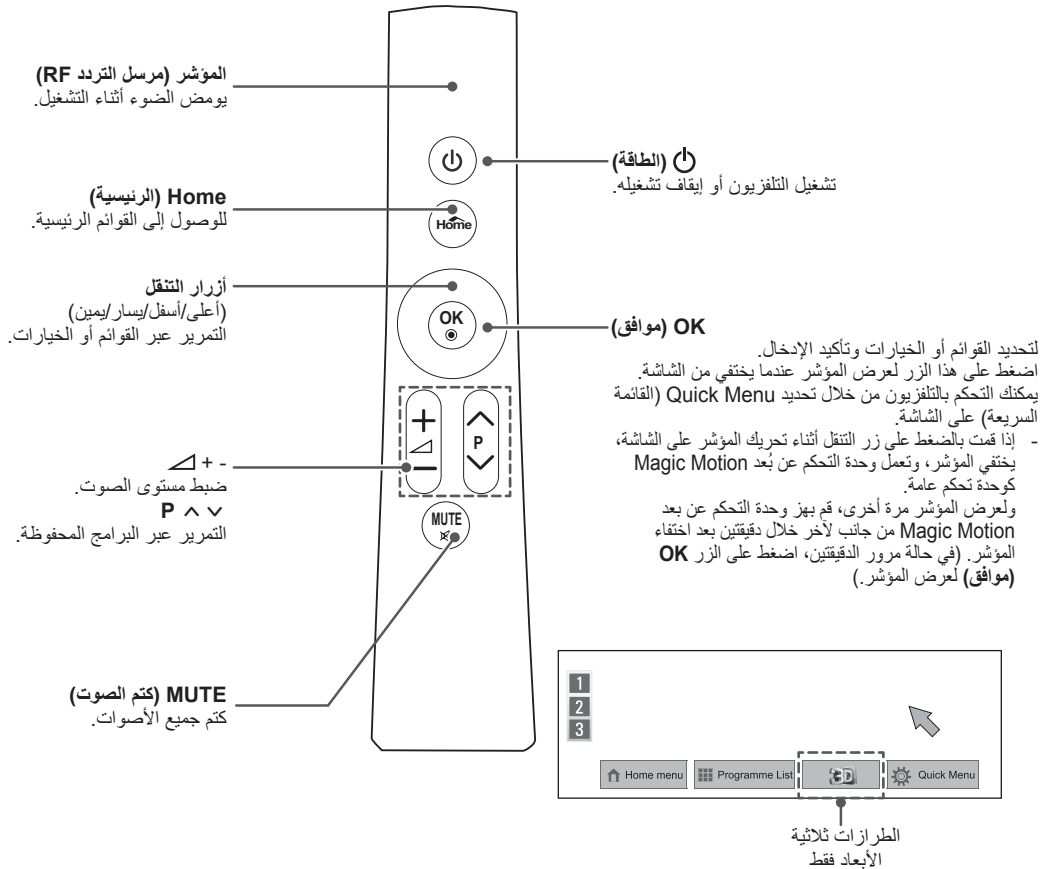 المؤشر (مرسل التردد RF)
يومض الضوء أثناء التشغيل.
(الطاقة)
تشغيل التلفزيون أو إيقاف تشغيله.
Home (الرئيسية)
للوصول إلى القوائم الرئيسية.
Home
أزرار التنقل
(أعلى/أسفل/يسار/يمين)
التمرير عبر القوائم أو الخيارات.
OK
OK (موافق)
لتحديد القوائم أو الخيارات وتأكيد الإدخال.
اضغط على هذا الزر لعرض المؤشر عندما يختفي من الشاشة.
يمكنك التحكم بالتلفزيون من خلال تحديد Quick Menu (القائمة
السريعة) على الشاشة.
- إذا قمت بالضغط على زر التنقل أثناء تحريك المؤشر على الشاشة،
يختفي المؤشر، وتعمل وحدة التحكم عن بُعد Magic Motion
كوحدة تحكم عامة.
ولعرض المؤشر مرة أخرى، قم بهز وحدة التحكم عن بعد
Magic Motion من جانب لآخر خلال دقيقتين بعد اختفاء
المؤشر. (في حالة مرور الدقيقتين، اضغط على الزر OK
(موافق) لعرض المؤشر.)
+
−
P
+ -
ضبط مستوى الصوت.
P ∧ ∨
التمرير عبر البرامج المحفوظة.
MUTE
MUTE (كتم الصوت)
كتم جميع الأصوات.
1
2
3
Home menu Programme List 3D Quick Menu
الطرازات ثلاثية
الأبعاد فقط